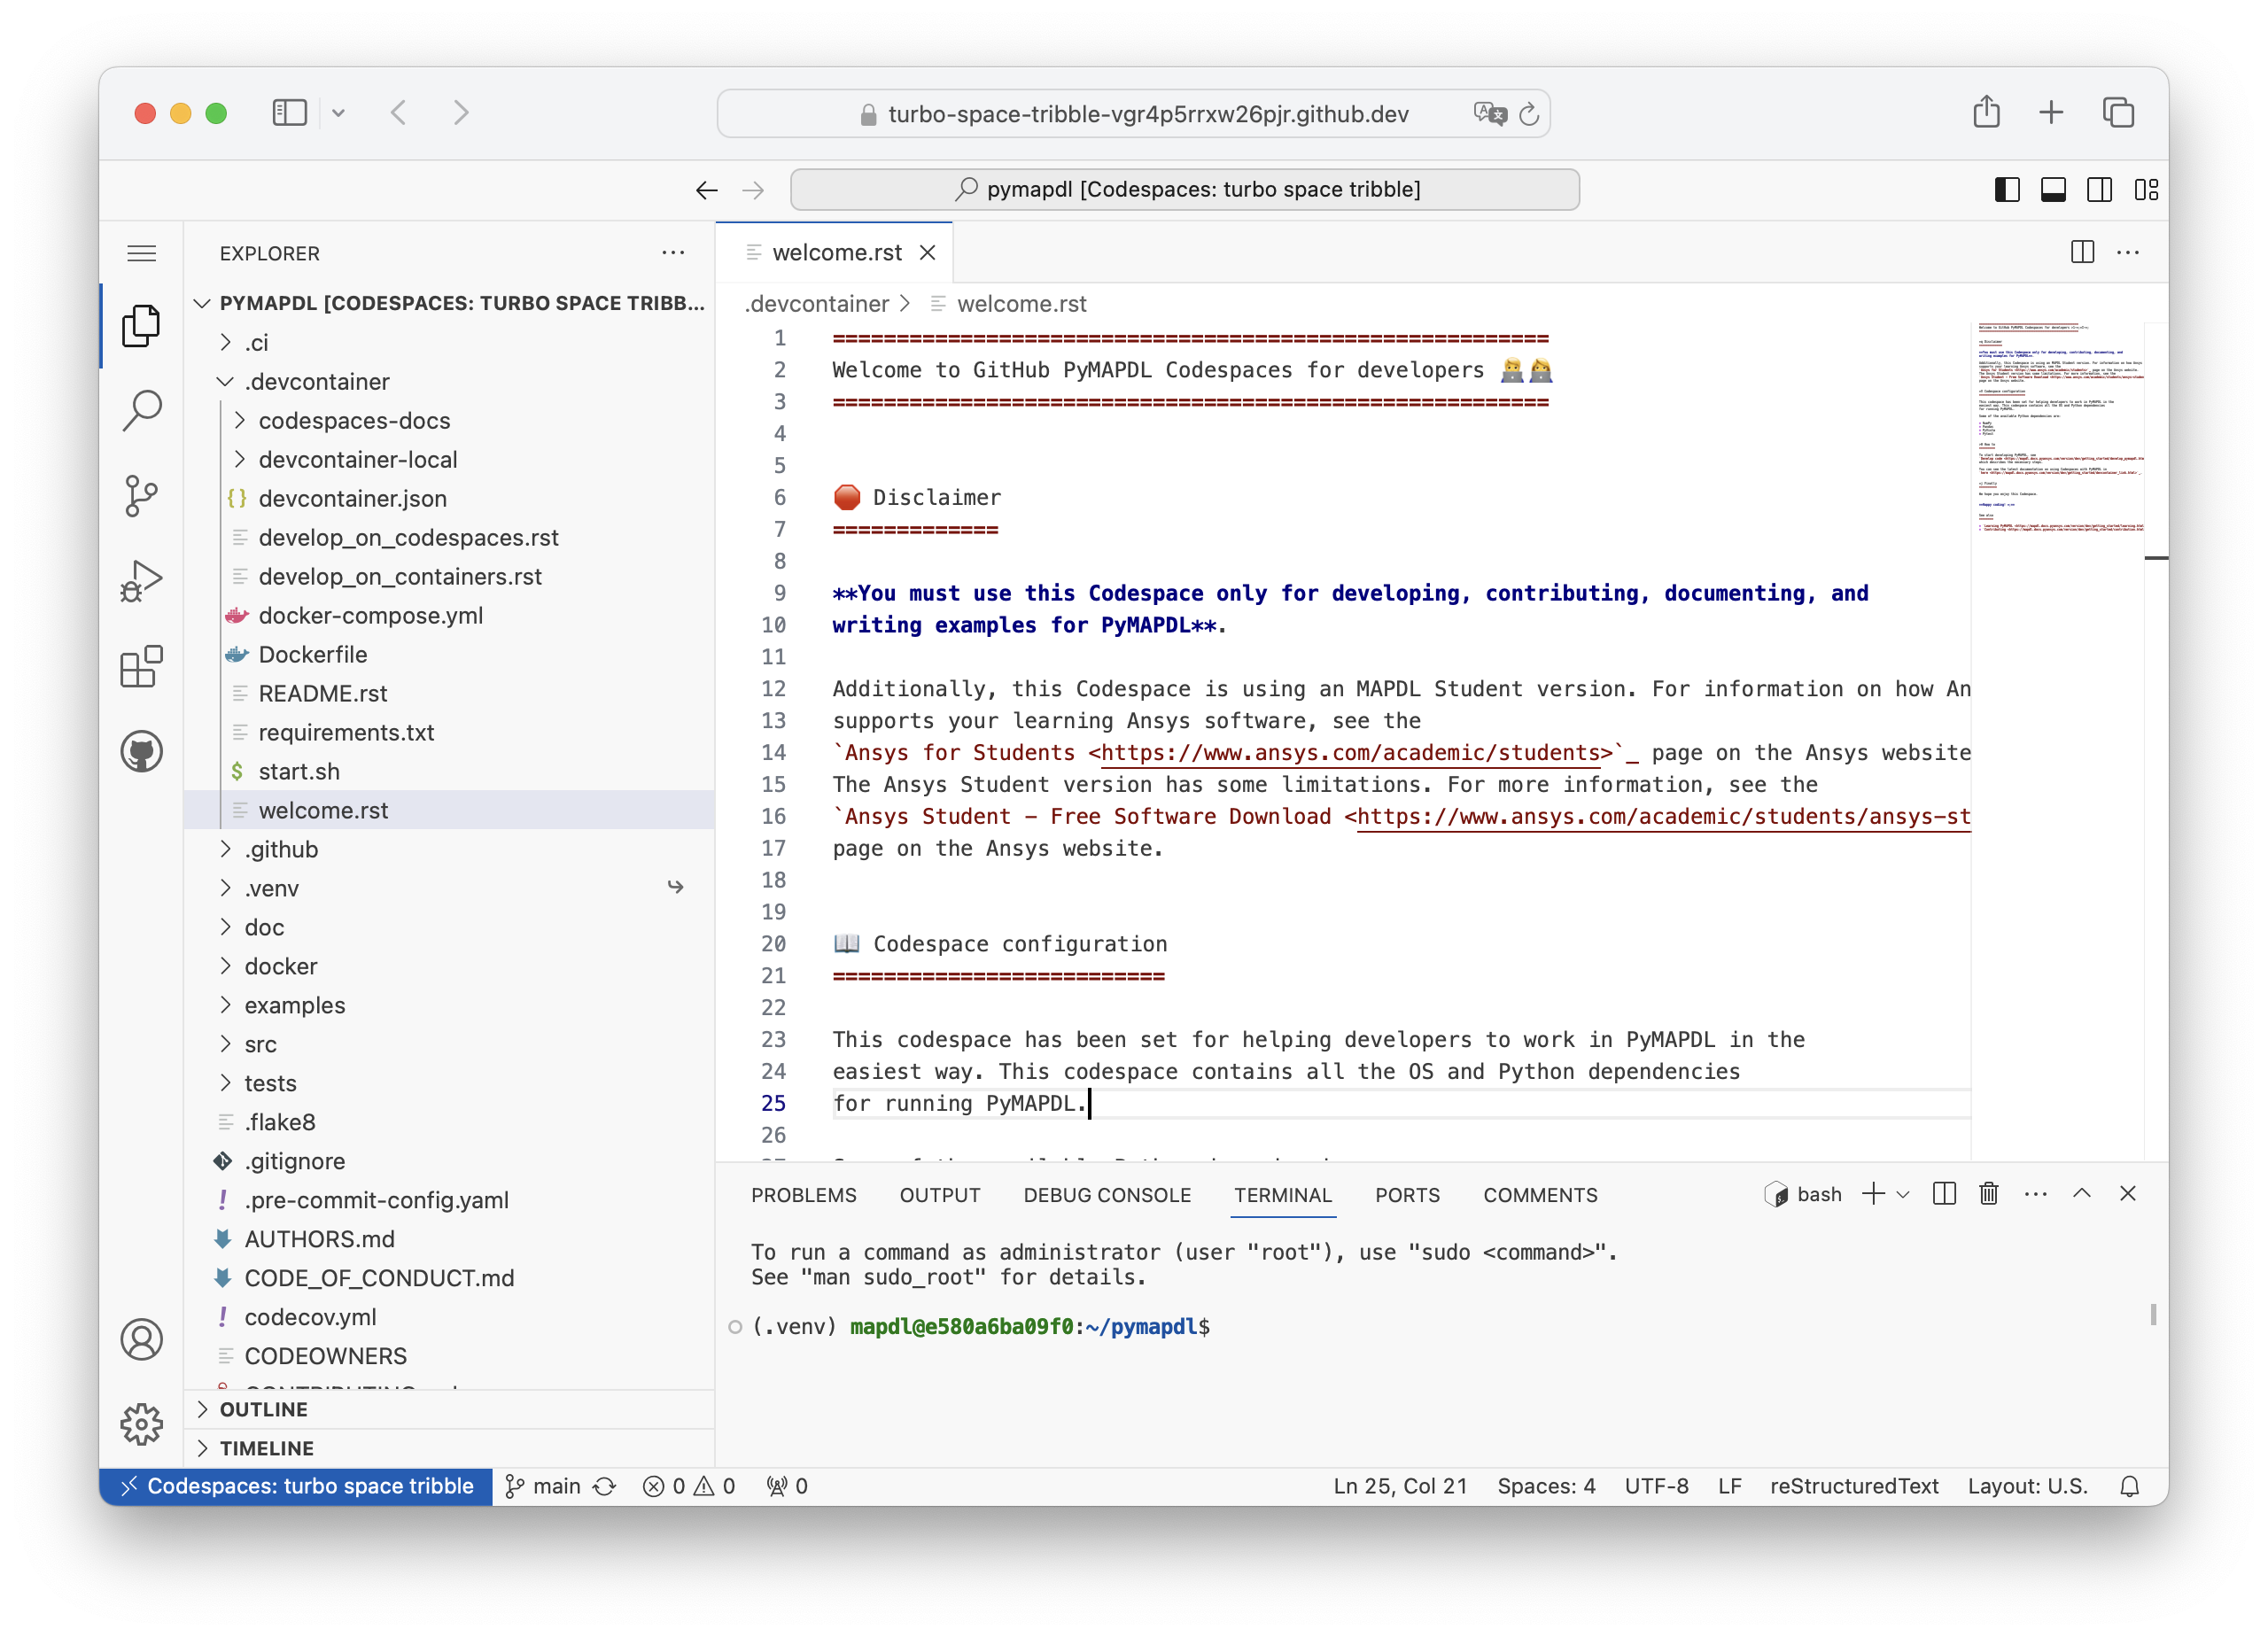 turbo-space-tribble-vgr4p5rrxw26pjr.github.dev
pymapdl [Codespaces: turbo space tribble]
EXPLORER
PYMAPDL [CODESPACES: TURBO SPACE TRIBB...
.ci
.devcontainer
codespaces-docs
devcontainer-local
devcontainer.json
develop_on_codespaces.rst
develop_on_containers.rst
docker-compose.yml
Dockerfile
README.rst
requirements.txt
start.sh
welcome.rst
.github
.venv
doc
docker
examples
src
tests
.flake8
.gitignore
.pre-commit-config.yaml
AUTHORS.md
CODE_OF_CONDUCT.md
codecov.yml
CODEOWNERS
OUTLINE
TIMELINE
welcome.rst
.devcontainer > welcome.rst
1 ========================================================
2 Welcome to GitHub PyMAPDL Codespaces for developers 👩‍💻👩‍💻
3 ========================================================
4
5
6 🛑 Disclaimer
7 =============
8
9 **You must use this Codespace only for developing, contributing, documenting, and
10 writing examples for PyMAPDL**.
11
12 Additionally, this Codespace is using an MAPDL Student version. For information on how An
13 supports your learning Ansys software, see the
14 `Ansys for Students <https://www.ansys.com/academic/students>`_ page on the Ansys website
15 The Ansys Student version has some limitations. For more information, see the
16 `Ansys Student - Free Software Download <https://www.ansys.com/academic/students/ansys-st
17 page on the Ansys website.
18
19
20 📖 Codespace configuration
21 ==========================
22
23 This codespace has been set for helping developers to work in PyMAPDL in the
24 easiest way. This codespace contains all the OS and Python dependencies
25 for running PyMAPDL.
26
PROBLEMS OUTPUT DEBUG CONSOLE TERMINAL PORTS COMMENTS bash
To run a command as administrator (user "root"), use "sudo <command>".
See "man sudo_root" for details.
(.venv) mapdl@e580a6ba09f0:~/pymapdl$
Codespaces: turbo space tribble main 0 0 0 Ln 25, Col 21 Spaces: 4 UTF-8 LF reStructuredText Layout: U.S.